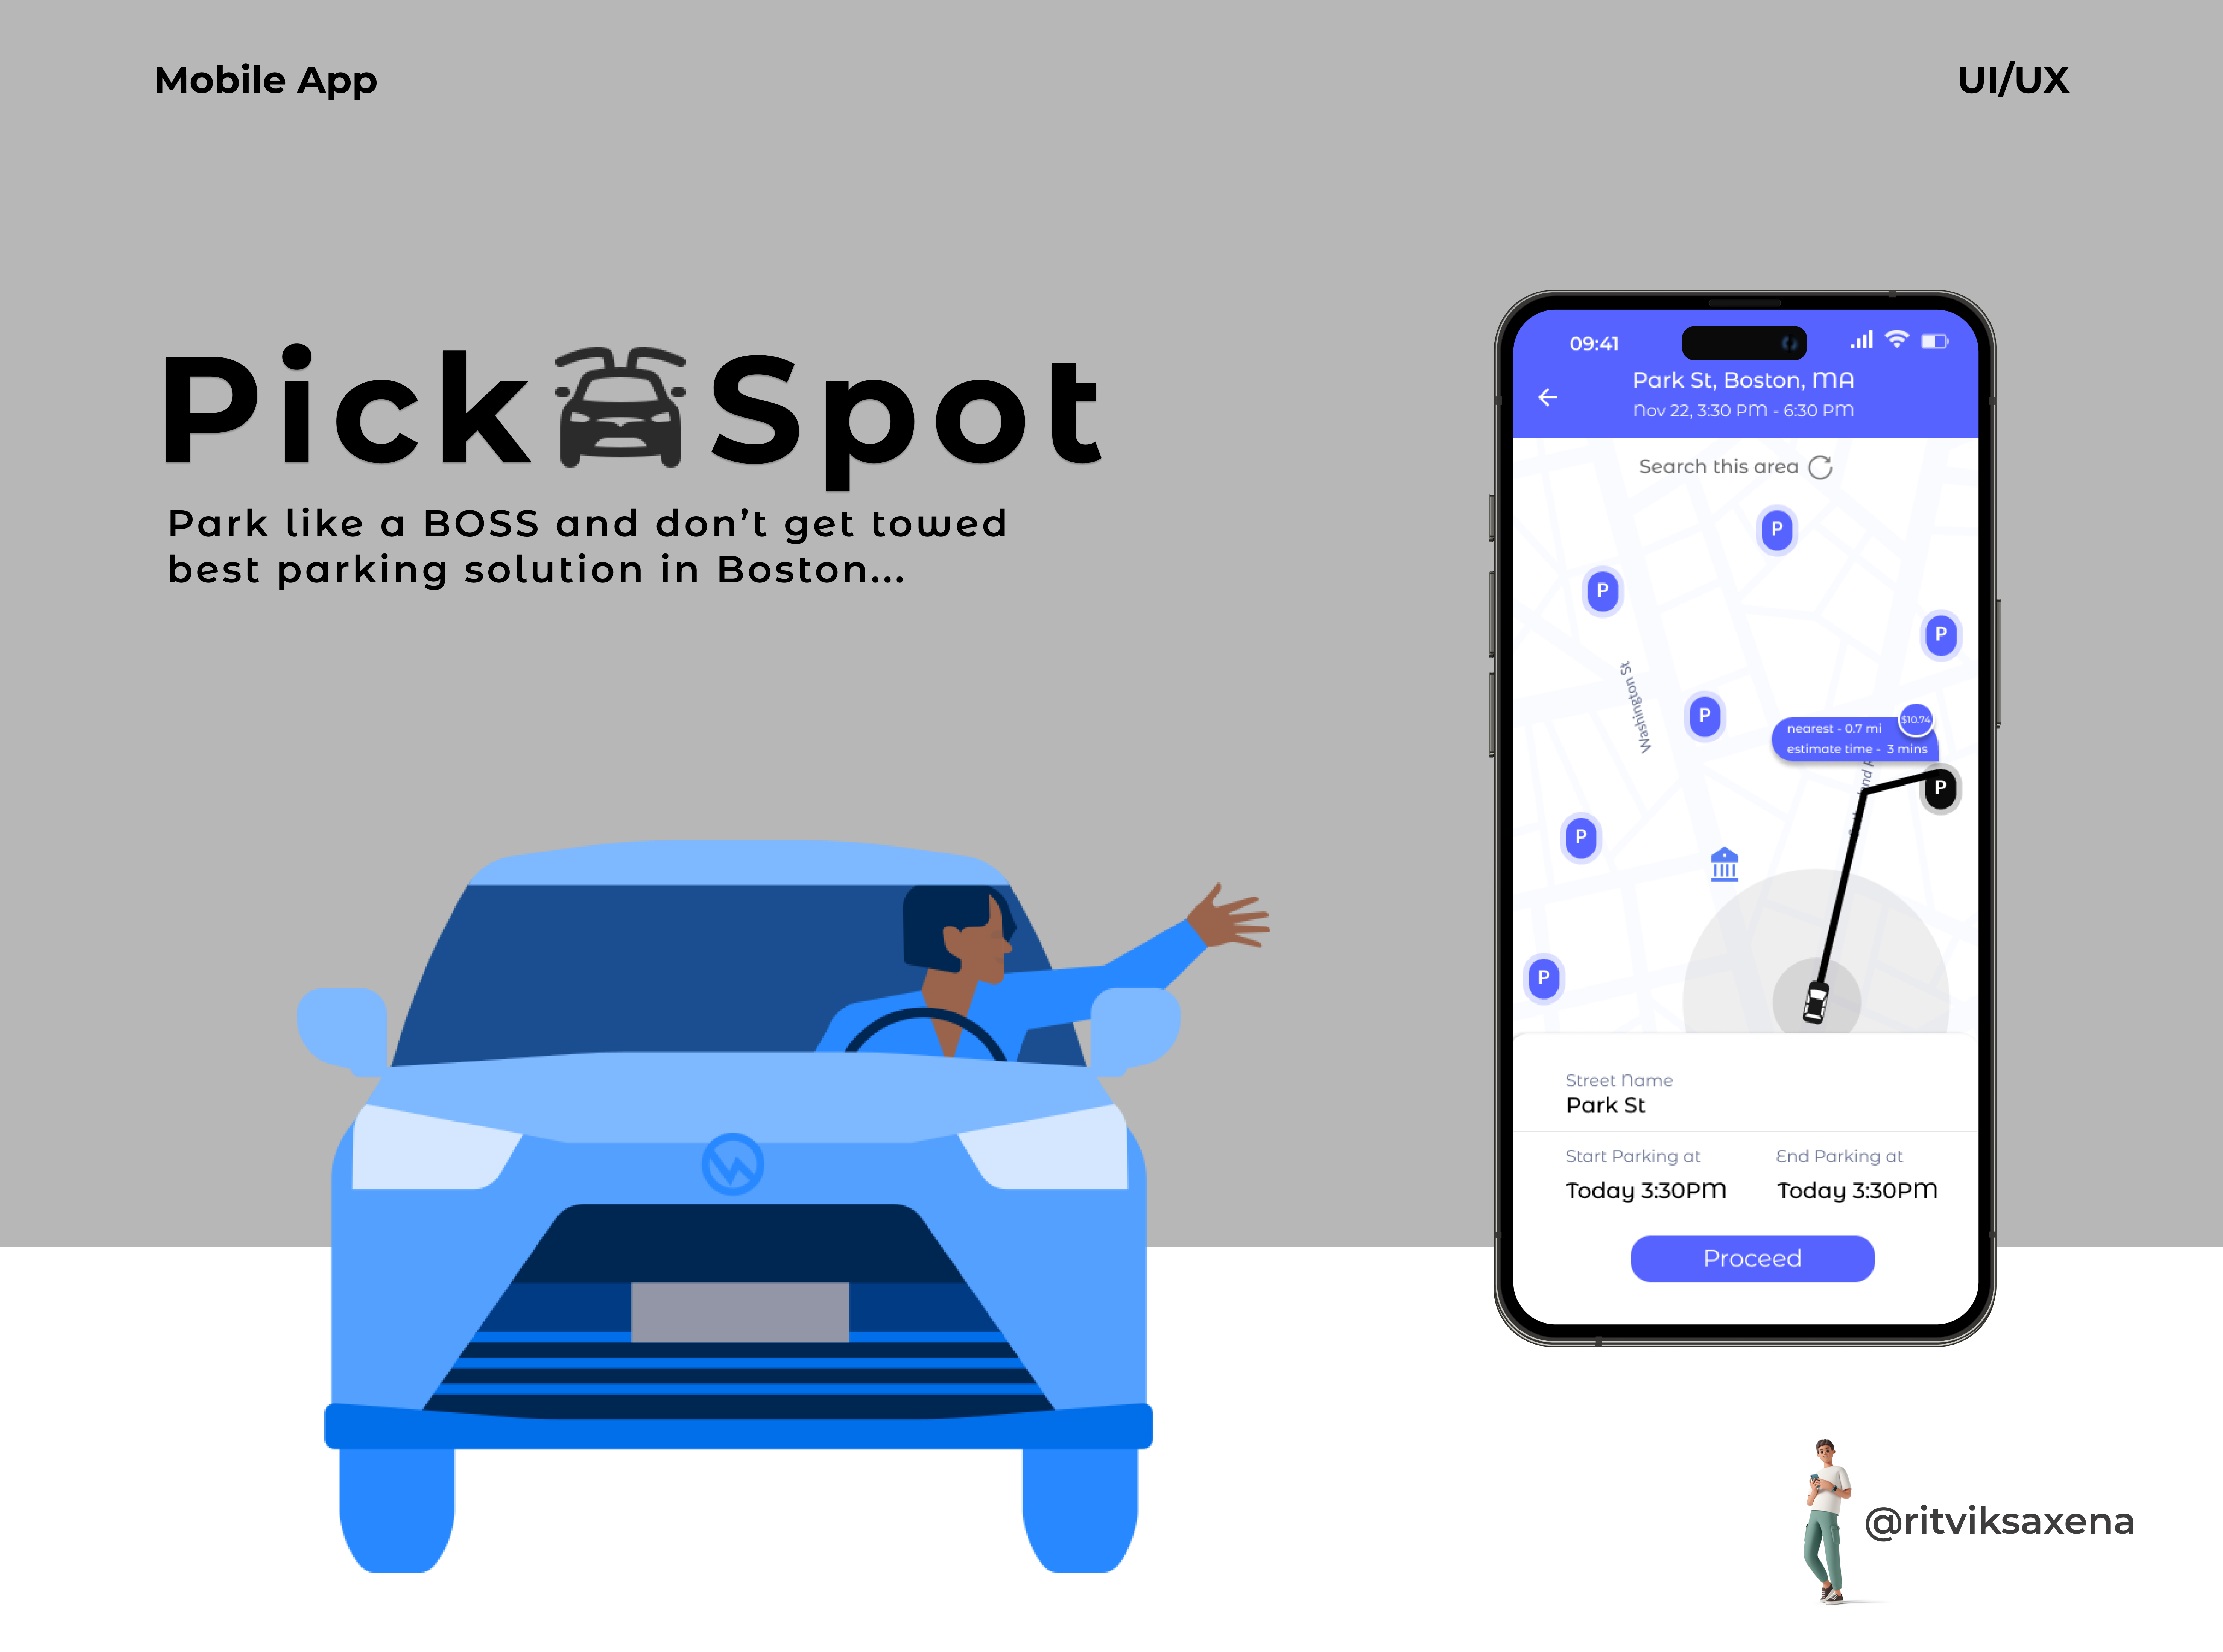 Mobile App
UI/UX
Pick Spot
Park like a BOSS and don't get towed
best parking solution in Boston...
09:41
Park St, Boston, MA
Nov 22, 3:30 PM - 6:30 PM
Search this area
P
P
P
Washington St
P
$10.74
nearest - 0.7 mi
estimate time - 3 mins
P
P
P
Street Name
Park St
Start Parking at
End Parking at
Today 3:30PM
Today 3:30PM
Proceed
@ritviksaxena